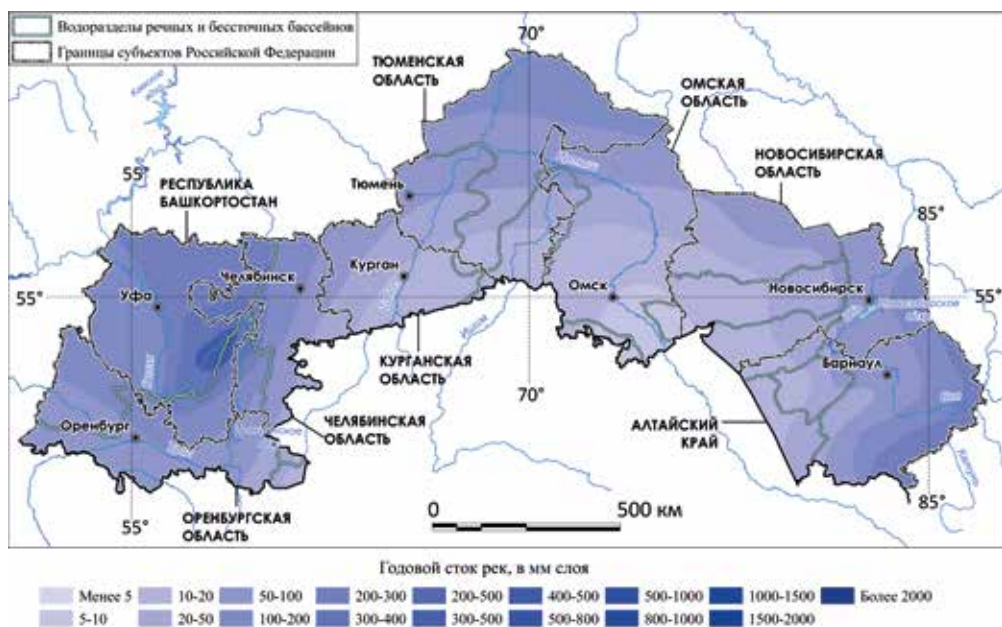 Водоразделы речных и бессточных бассейнов
Границы субъектов Российской Федерации
70°
ТЮМЕНСКАЯ
ОБЛАСТЬ
ОМСКАЯ
ОБЛАСТЬ
НОВОСИБИРСКАЯ
ОБЛАСТЬ
55°
РЕСПУБЛИКА
БАШКОРТОСТАН
Тюмень
85°
Челябинск
Курган
Уфа
55°
Омск
Новосибирск
55°
Ишим
КУРГАНСКАЯ
ОБЛАСТЬ
70°
Барнаул
Оренбург
ЧЕЛЯБИНСКАЯ
ОБЛАСТЬ
АЛТАЙСКИЙ
КРАЙ
55°
ОРЕНБУРГСКАЯ
ОБЛАСТЬ
0 500 км
85°
Годовой сток рек, в мм слоя
Менее 5 10-20 50-100 200-300 200-500 400-500 500-1000 1000-1500 Более 2000
5-10 20-50 100-200 300-400 300-500 500-800 800-1000 1500-2000